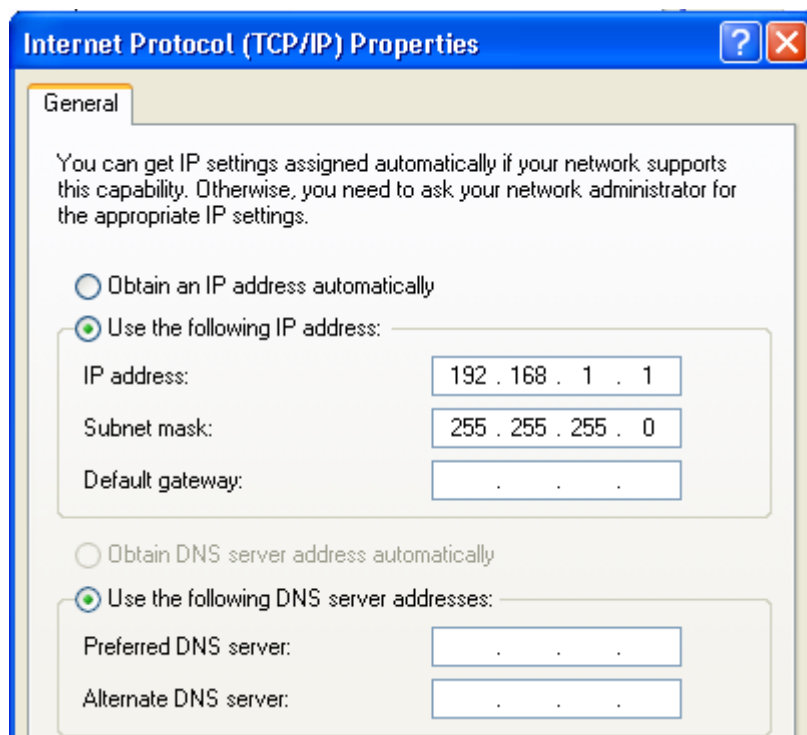 Internet Protocol (TCP/IP) Properties
General
You can get IP settings assigned automatically if your network supports
this capability. Otherwise, you need to ask your network administrator for
the appropriate IP settings.
Obtain an IP address automatically
Use the following IP address:
IP address: 192 . 168 . 1 . 1
Subnet mask: 255 . 255 . 255 . 0
Default gateway: . . .
Obtain DNS server address automatically
Use the following DNS server addresses:
Preferred DNS server: . . .
Alternate DNS server: . . .